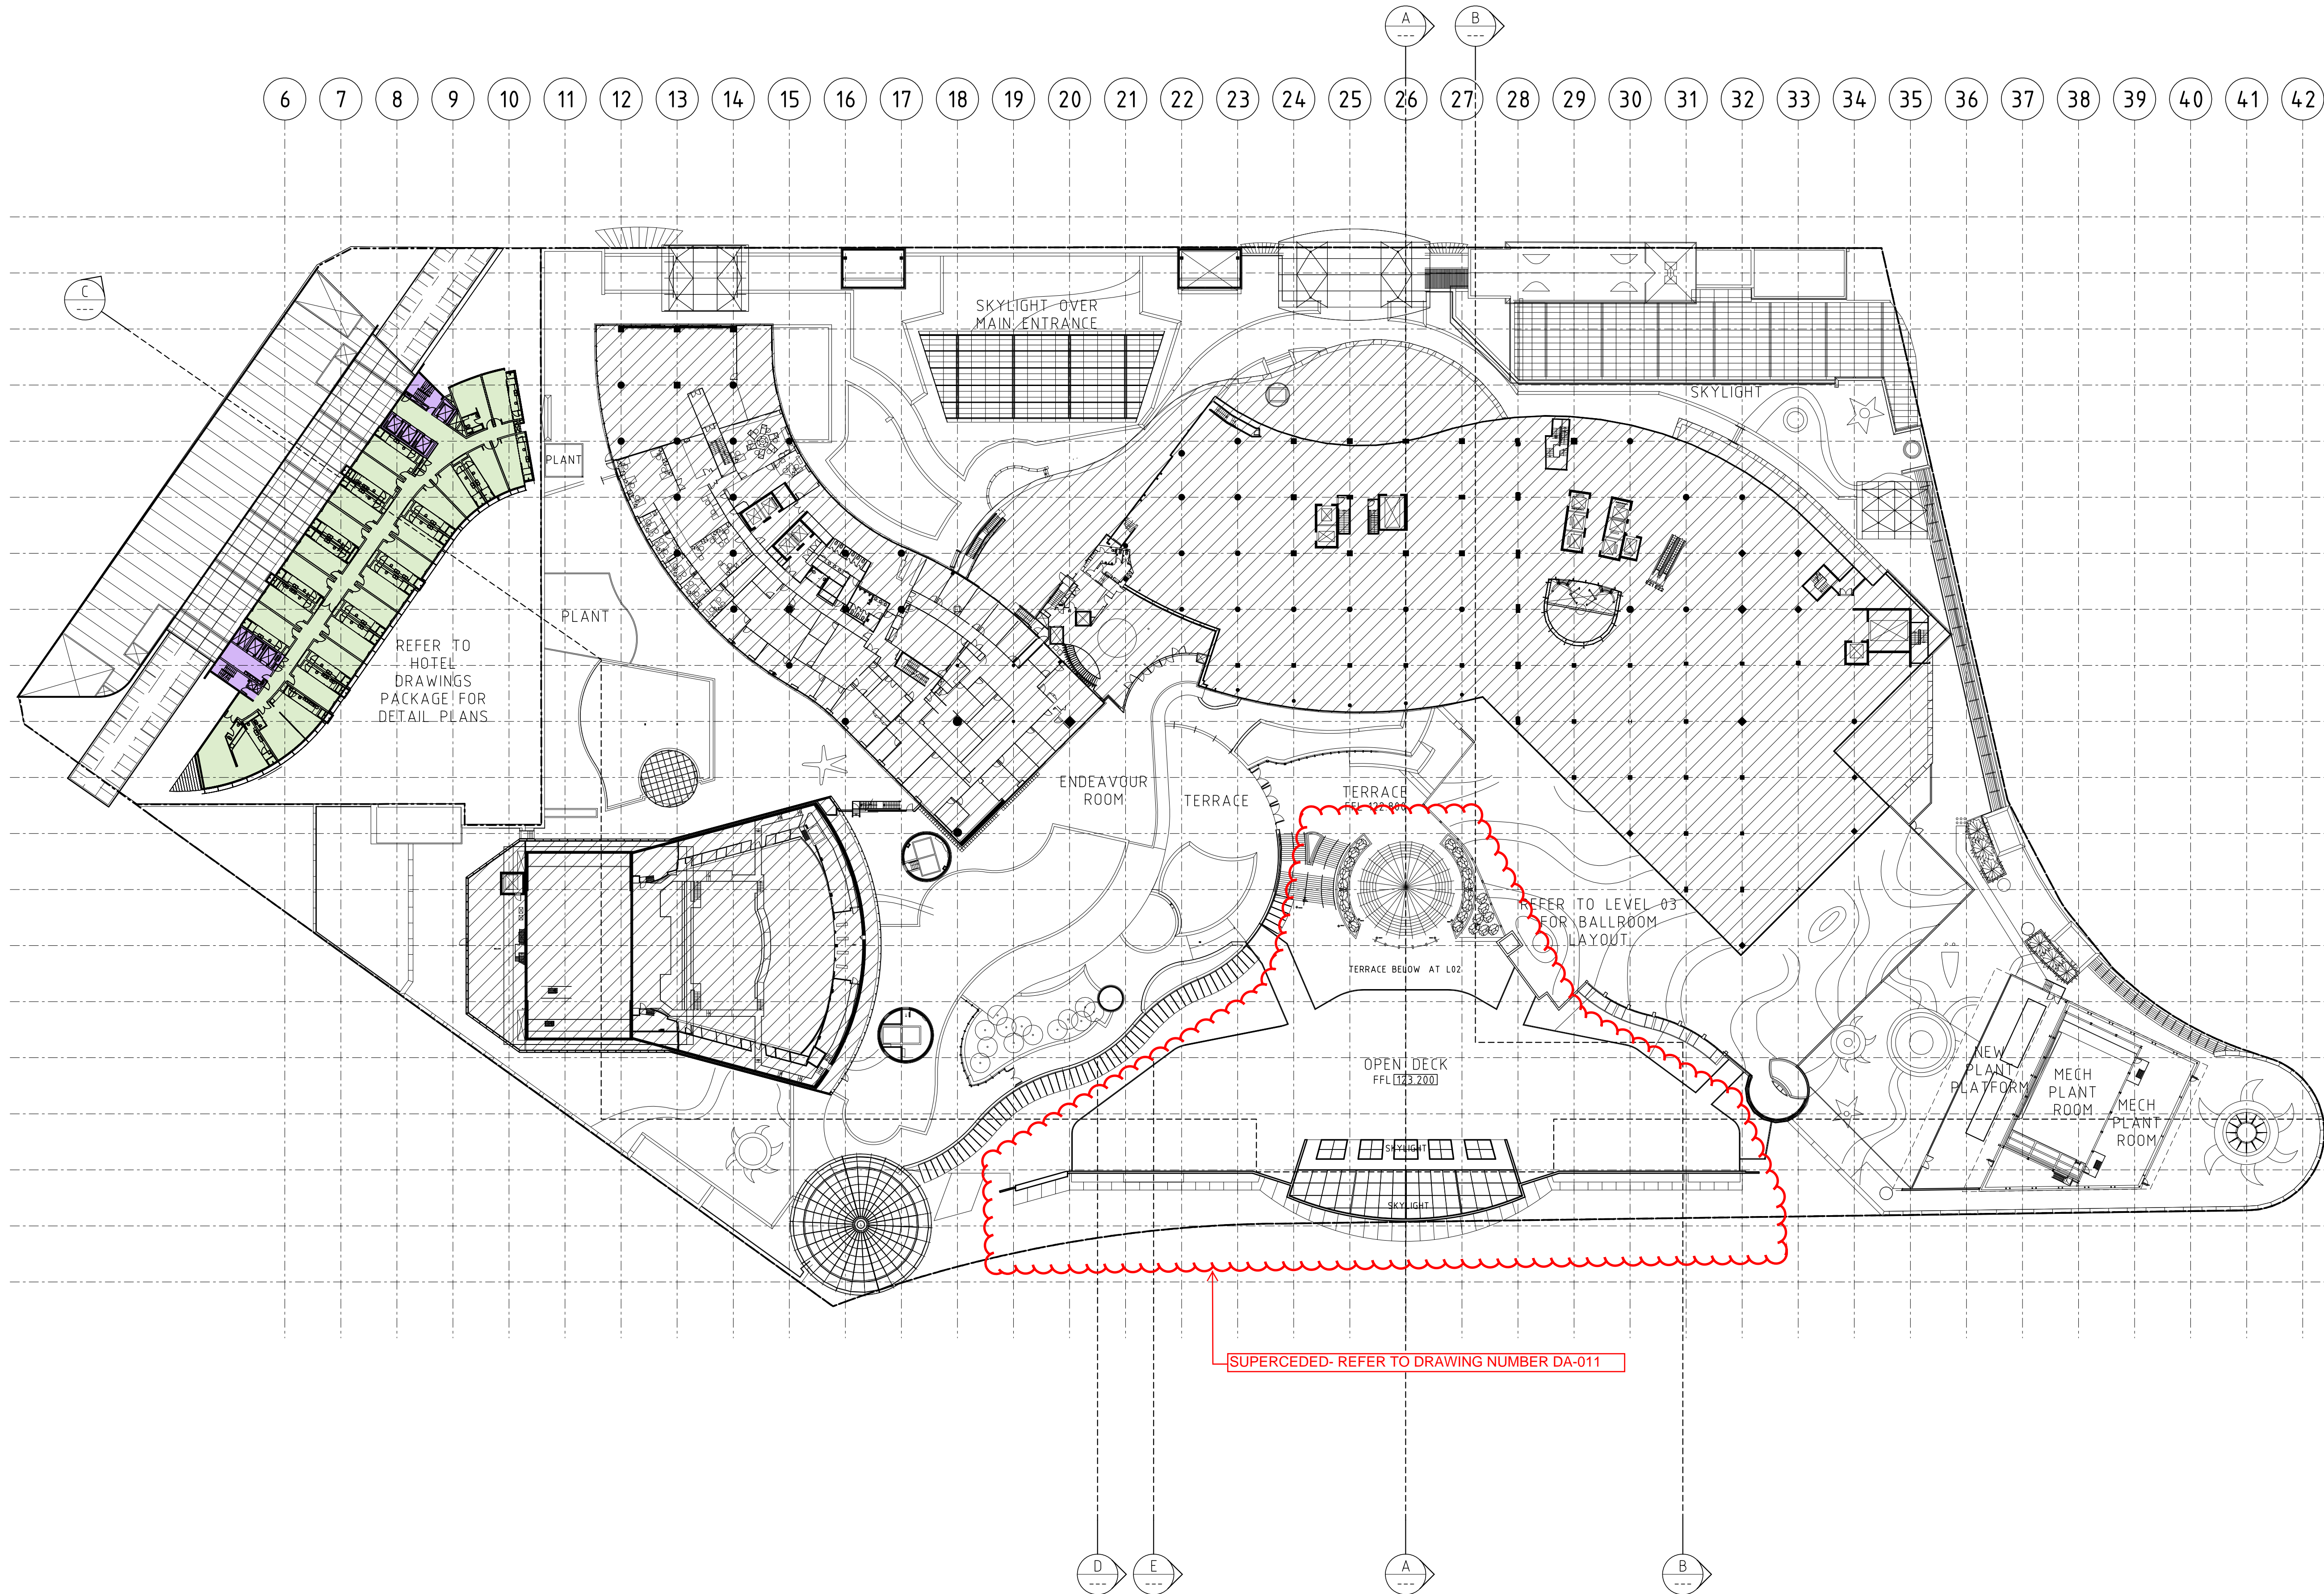 A
---
B
---
6 7 8 9 10 11 12 13 14 15 16 17 18 19 20 21 22 23 24 25 26 27 28 29 30 31 32 33 34 35 36 37 38 39 40 41 42
C
---
SKYLIGHT OVER
MAIN ENTRANCE
SKYLIGHT
PLANT
PLANT
REFER TO
HOTEL
DRAWINGS
PACKAGE FOR
DETAIL PLANS
ENDEAVOUR
ROOM
TERRACE
TERRACE
FFL 122.800
REFER TO LEVEL 03
FOR BALLROOM
LAYOUT
TERRACE BELOW AT L02
OPEN DECK
FFL 123.200
NEW
PLANT
PLATFORM
MECH
PLANT
ROOM
MECH
PLANT
ROOM
SKYLIGHT
SKYLIGHT
SUPERCEDED- REFER TO DRAWING NUMBER DA-011
D
---
E
---
A
---
B
---